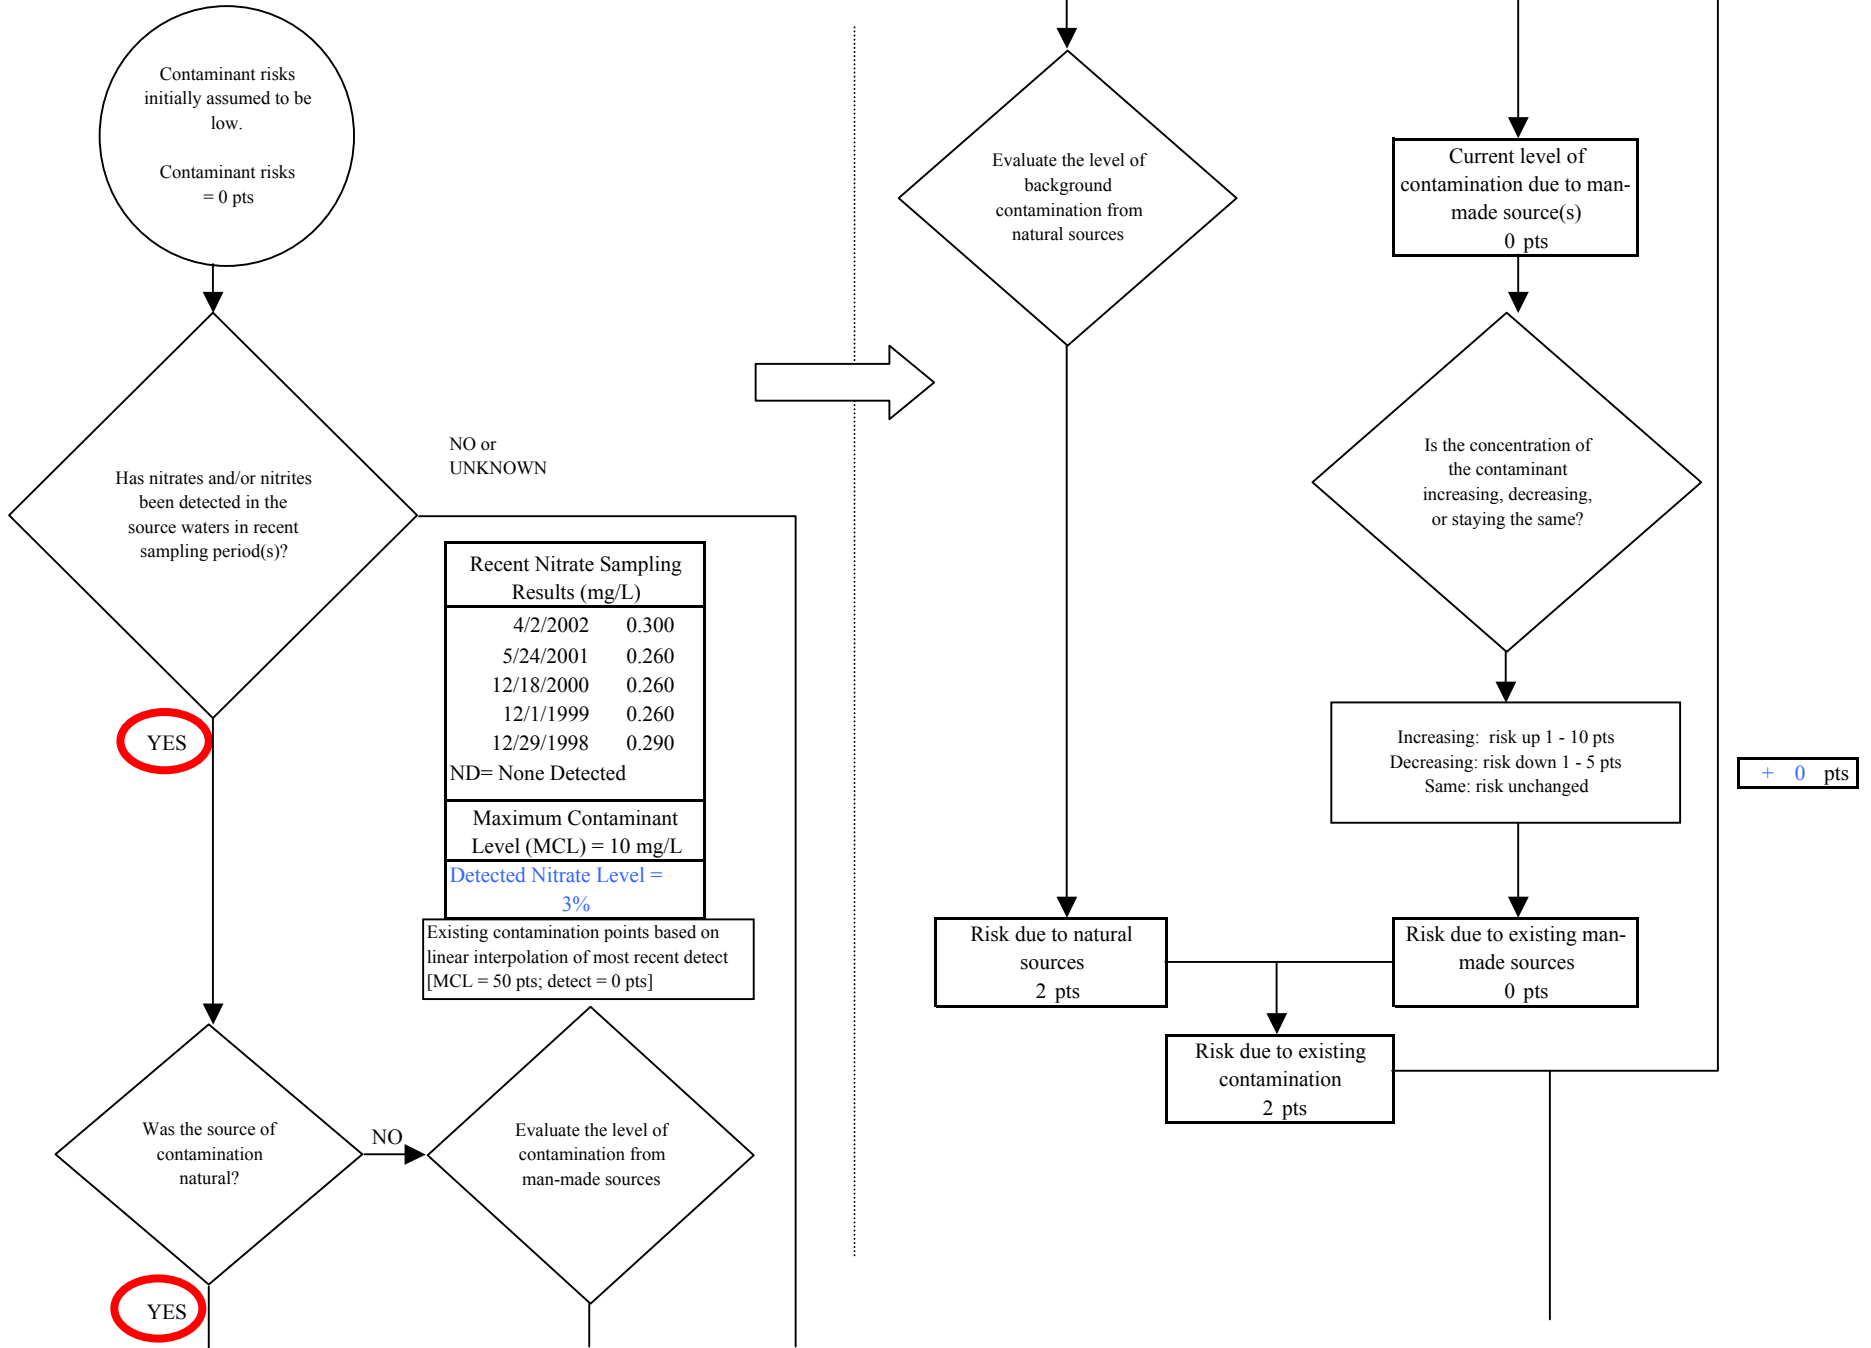 Contaminant risks
initially assumed to be
low.
Contaminant risks
= 0 pts
Has nitrates and/or nitrites
been detected in the
source waters in recent
sampling period(s)?
NO or
UNKNOWN
YES
Recent Nitrate Sampling
Results (mg/L)
4/2/2002 0.300
5/24/2001 0.260
12/18/2000 0.260
12/1/1999 0.260
12/29/1998 0.290
ND= None Detected
Maximum Contaminant
Level (MCL) = 10 mg/L
Detected Nitrate Level =
3%
Existing contamination points based on
linear interpolation of most recent detect
[MCL = 50 pts; detect = 0 pts]
Was the source of
contamination
natural?
NO
Evaluate the level of
contamination from
man-made sources
YES
Evaluate the level of
background
contamination from
natural sources
Current level of
contamination due to man-
made source(s)
0 pts
Is the concentration of
the contaminant
increasing, decreasing,
or staying the same?
Increasing: risk up 1 - 10 pts
Decreasing: risk down 1 - 5 pts
Same: risk unchanged
+ 0 pts
Risk due to natural
sources
2 pts
Risk due to existing man-
made sources
0 pts
Risk due to existing
contamination
2 pts